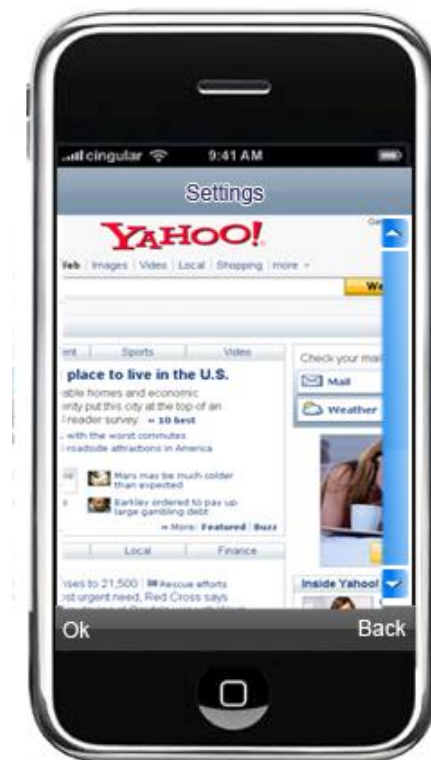 cingular 9:41 AM
Settings
YAHOO!
Web Images Video Local Shopping more
We
ent Sports Video
Check your mai
place to live in the U.S.
Mail
able homes and economic
put this city at the top of an
Weather
reader survey. » 10 best
with the worst commutes
roadside attractions in America
Mars may be much colder
than expected
Barkley ordered to pay up
large gambling debt
» More: Featured Buzz
Local Finance
ises to 21,500 Rescue efforts
Inside Yahoo!
ost urgent need, Red Cross says
Ok Back